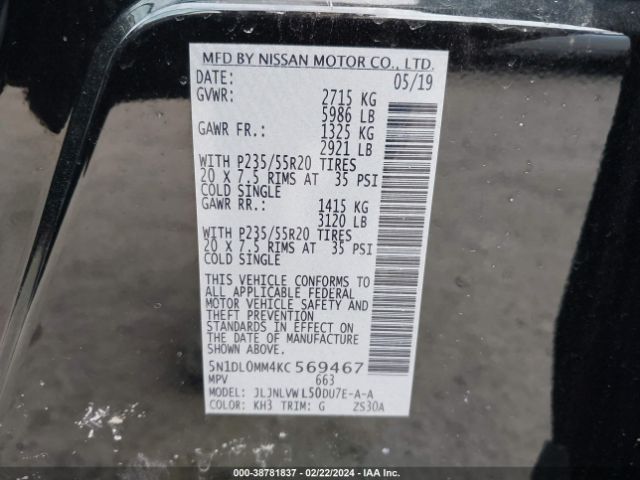 MFD BY NISSAN MOTOR CO., LTD.
DATE: 05/19
GVWR: 2715 KG
5986 LB
GAWR FR.: 1325 KG
2921 LB
WITH P235/55R20 TIRES
20 X 7.5 RIMS AT 35 PSI
COLD SINGLE
GAWR RR.: 1415 KG
3120 LB
WITH P235/55R20 TIRES
20 X 7.5 RIMS AT 35 PSI
COLD SINGLE
THIS VEHICLE CONFORMS TO
ALL APPLICABLE FEDERAL
MOTOR VEHICLE SAFETY AND
THEFT PREVENTION
STANDARDS IN EFFECT ON
THE DATE OF MANUFACTURE
SHOWN ABOVE.
5N1DL0MM4KC569467
MPV 663
MODEL: JLJNLVWL50DU7E-A-A
COLOR: KH3 TRIM: G ZS30A
000-38781837 - 02/22/2024 - IAA Inc.